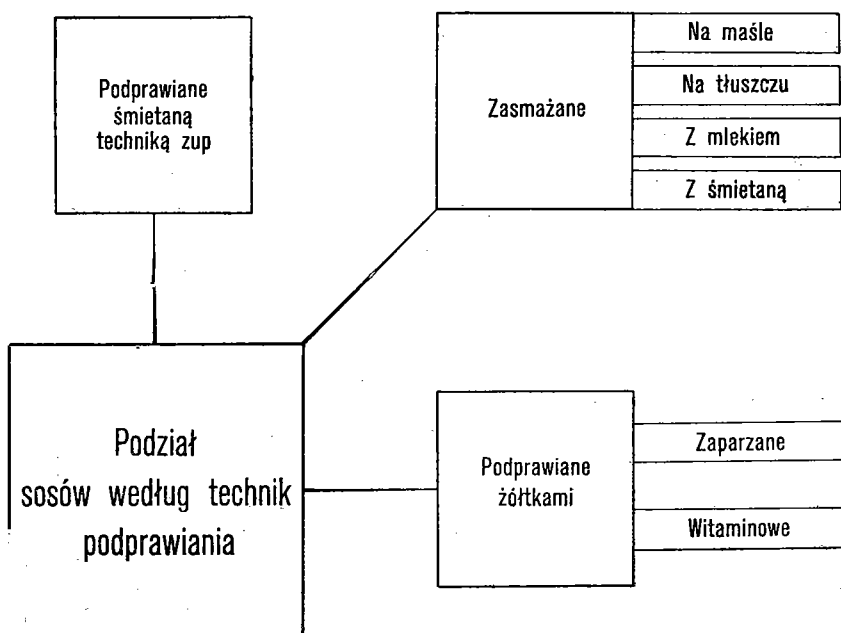 Podprawiane
śmietaną
techniką zup
Zasmażane
Na maśle
Na tłuszczu
Z mlekiem
Z śmietaną
Podział
sosów według technik
podprawiania
Podprawiane
żółtkami
Zaparzane
Witaminowe